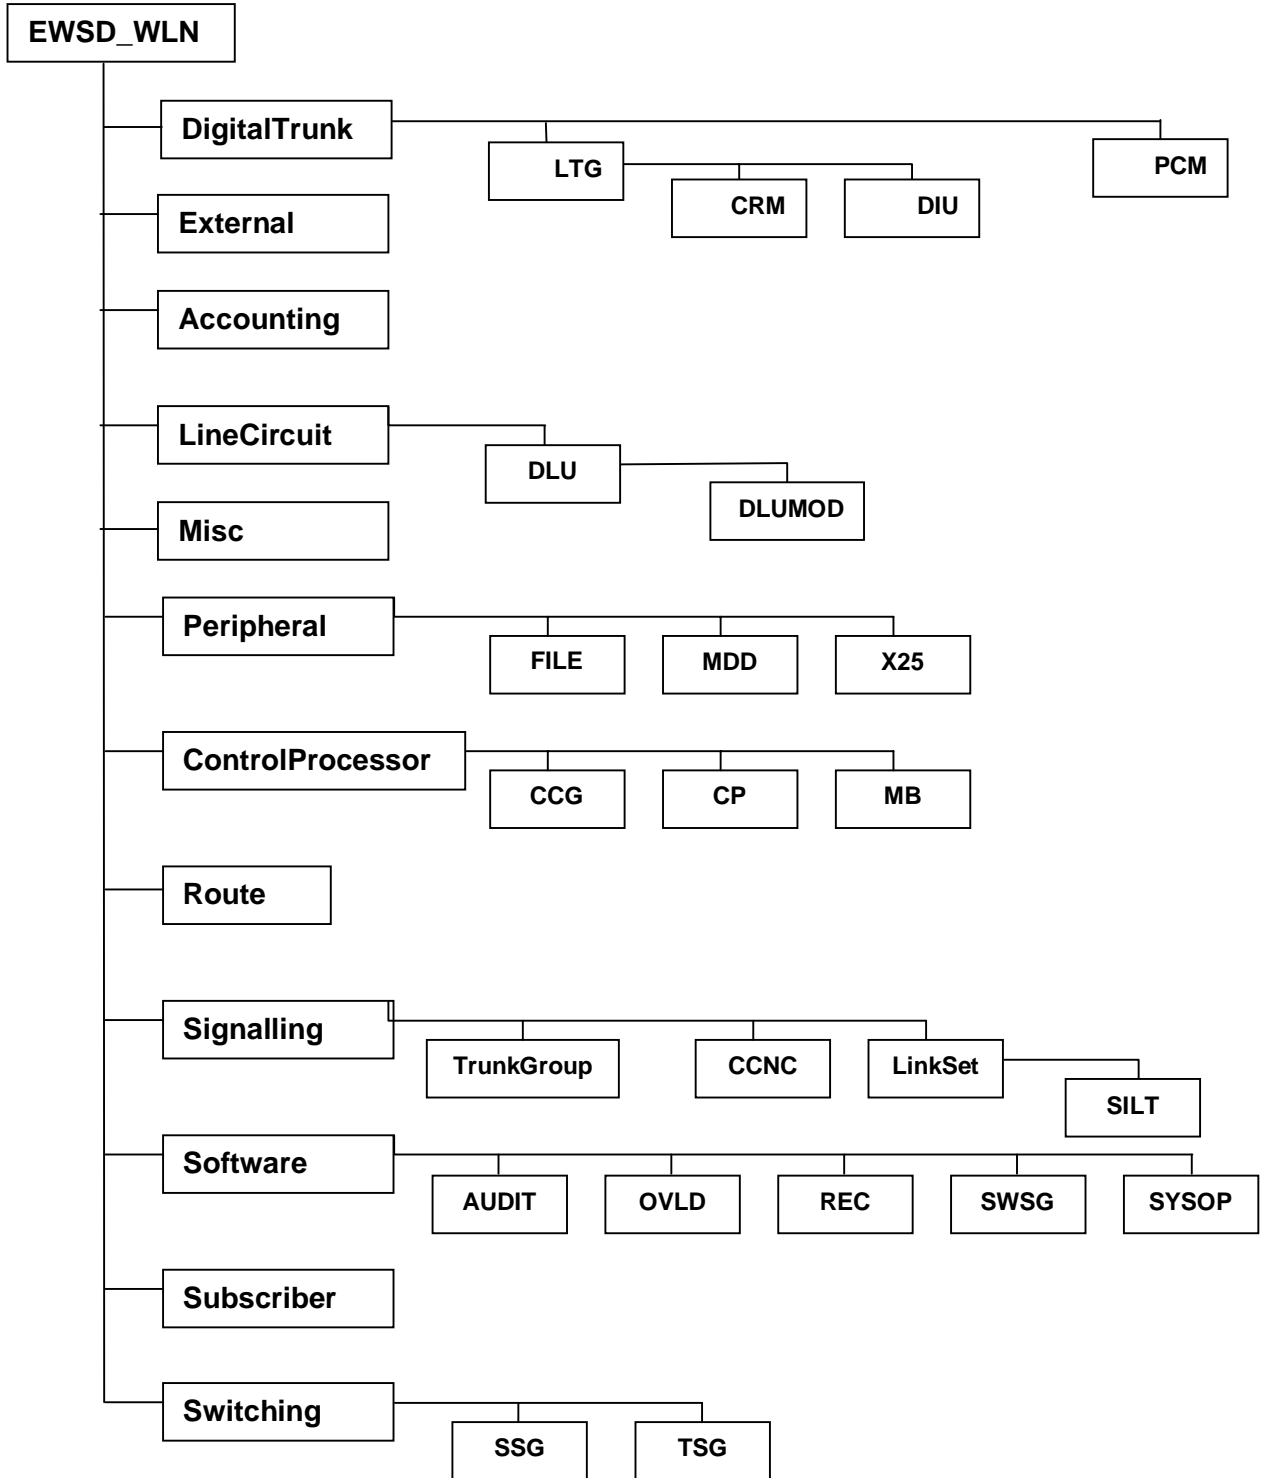 EWSD_WLN
DigitalTrunk
LTG
PCM
CRM
DIU
External
Accounting
LineCircuit
DLU
DLUMOD
Misc
Peripheral
FILE
MDD
X25
ControlProcessor
CCG
CP
MB
Route
Signalling
TrunkGroup
CCNC
LinkSet
SILT
Software
AUDIT
OVLD
REC
SWSG
SYSOP
Subscriber
Switching
SSG
TSG